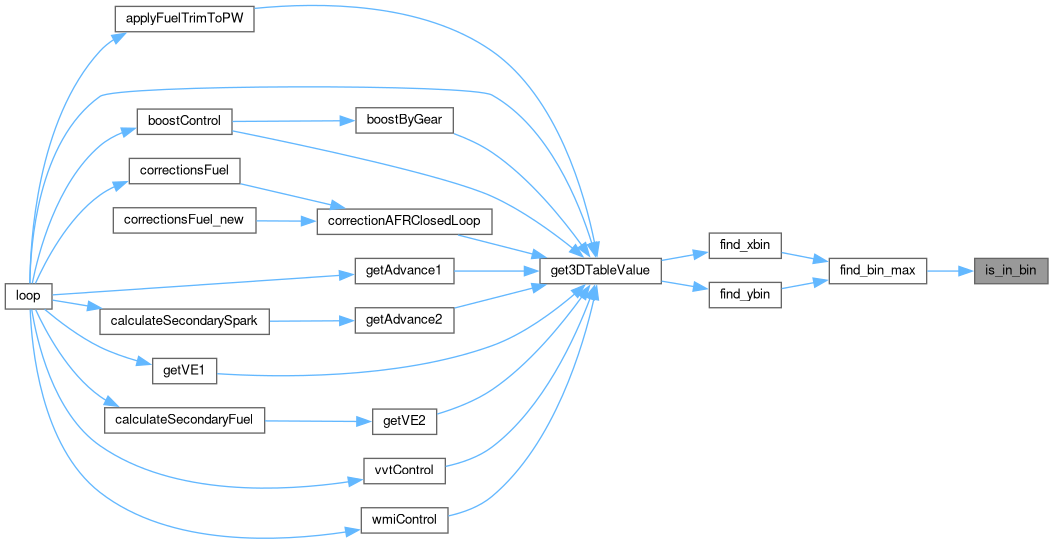 applyFuelTrimToPW
boostControl
boostByGear
correctionsFuel
correctionsFuel_new
correctionAFRClosedLoop
find_xbin
getAdvance1
get3DTableValue
find_bin_max
is_in_bin
loop
find_ybin
calculateSecondarySpark
getAdvance2
getVE1
calculateSecondaryFuel
getVE2
vvtControl
wmiControl